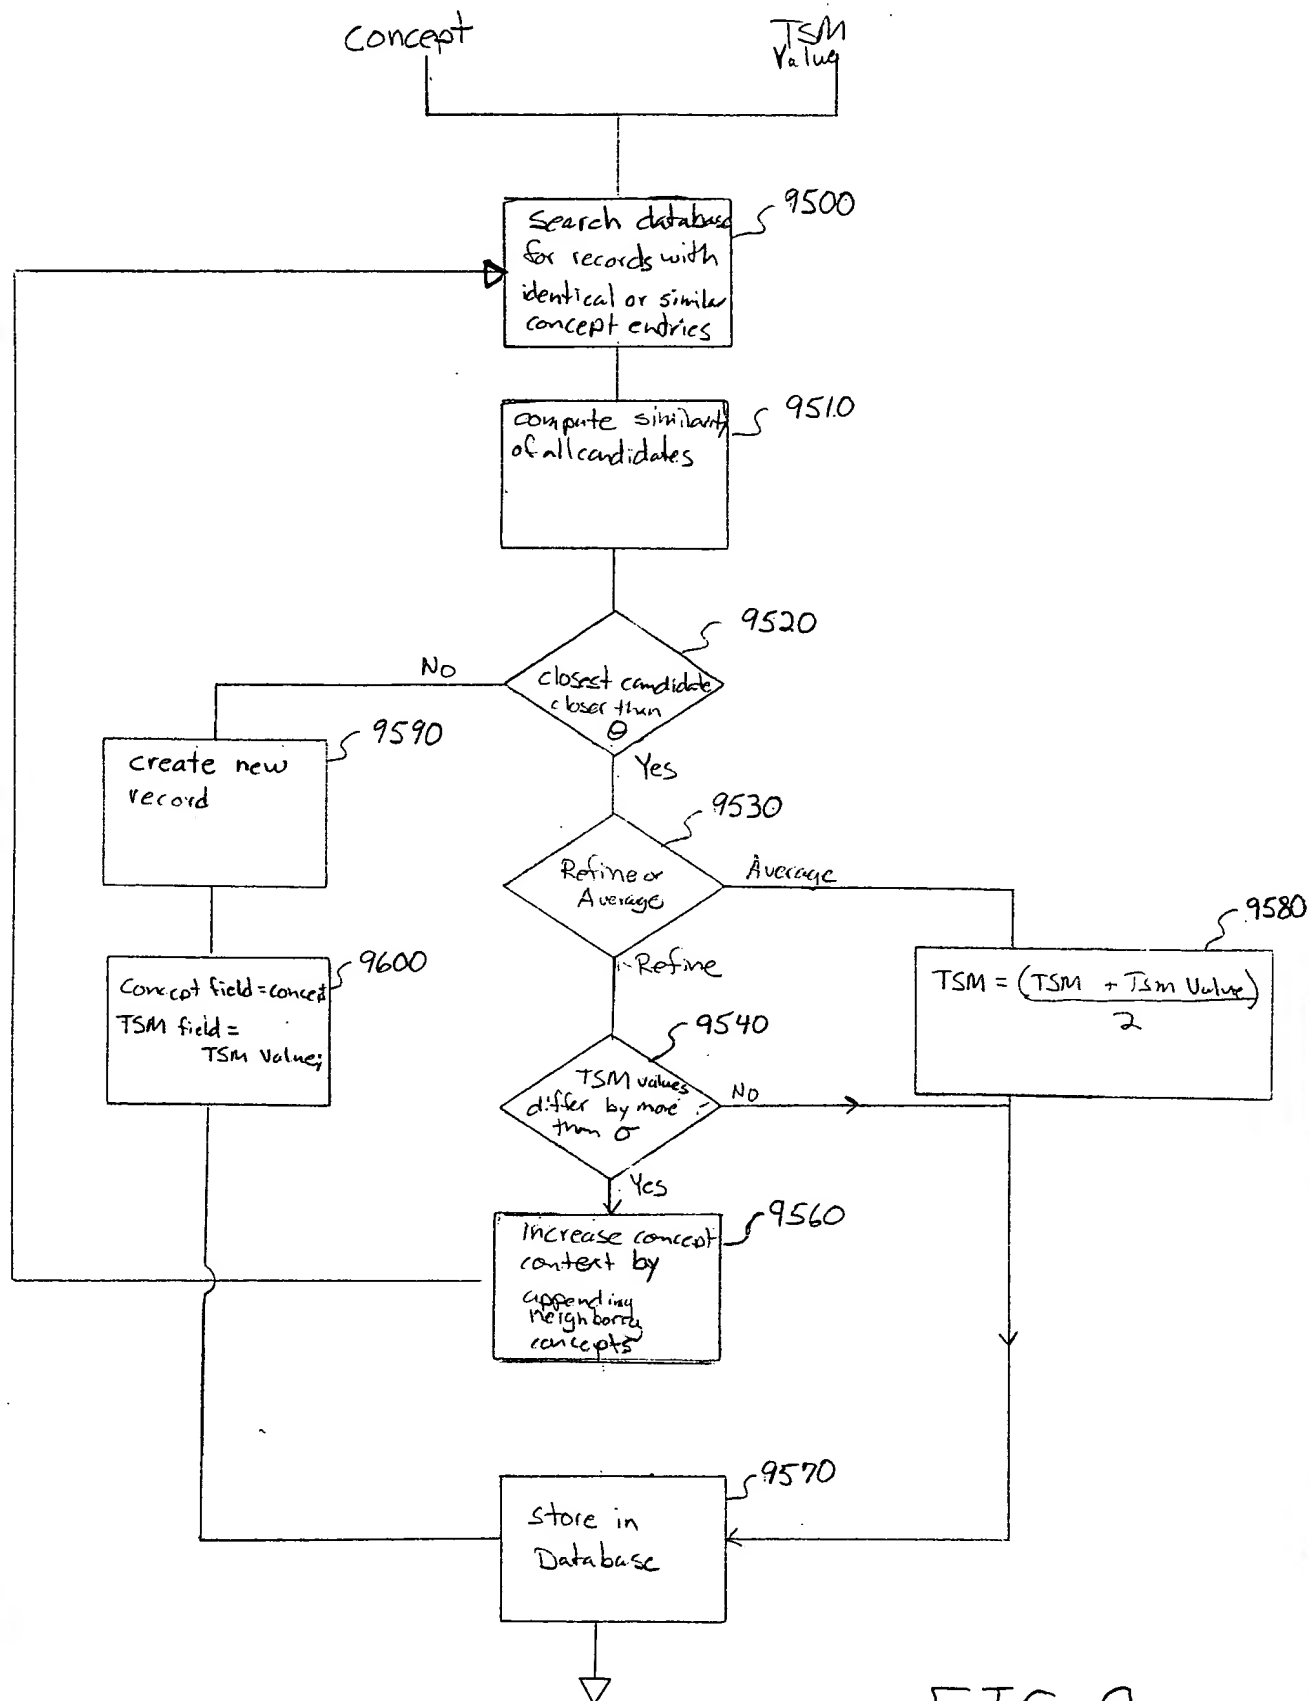 Concept
TSM
Value
9500
Search database
for records with
identical or similar
concept entries
9510
compute similarity
of all candidates
9520
No
closest candidate
closer than
θ
Yes
9590
create new
record
9530
Refine or
Average
Average
9580
TSM = (TSM + TSM Value)
2
Refine
9600
Concept field = concept
TSM field =
TSM Value;
9540
TSM values
differ by more
than σ
No
Yes
9560
increase concept
context by
appending
neighboring
concepts
9570
store in
Database